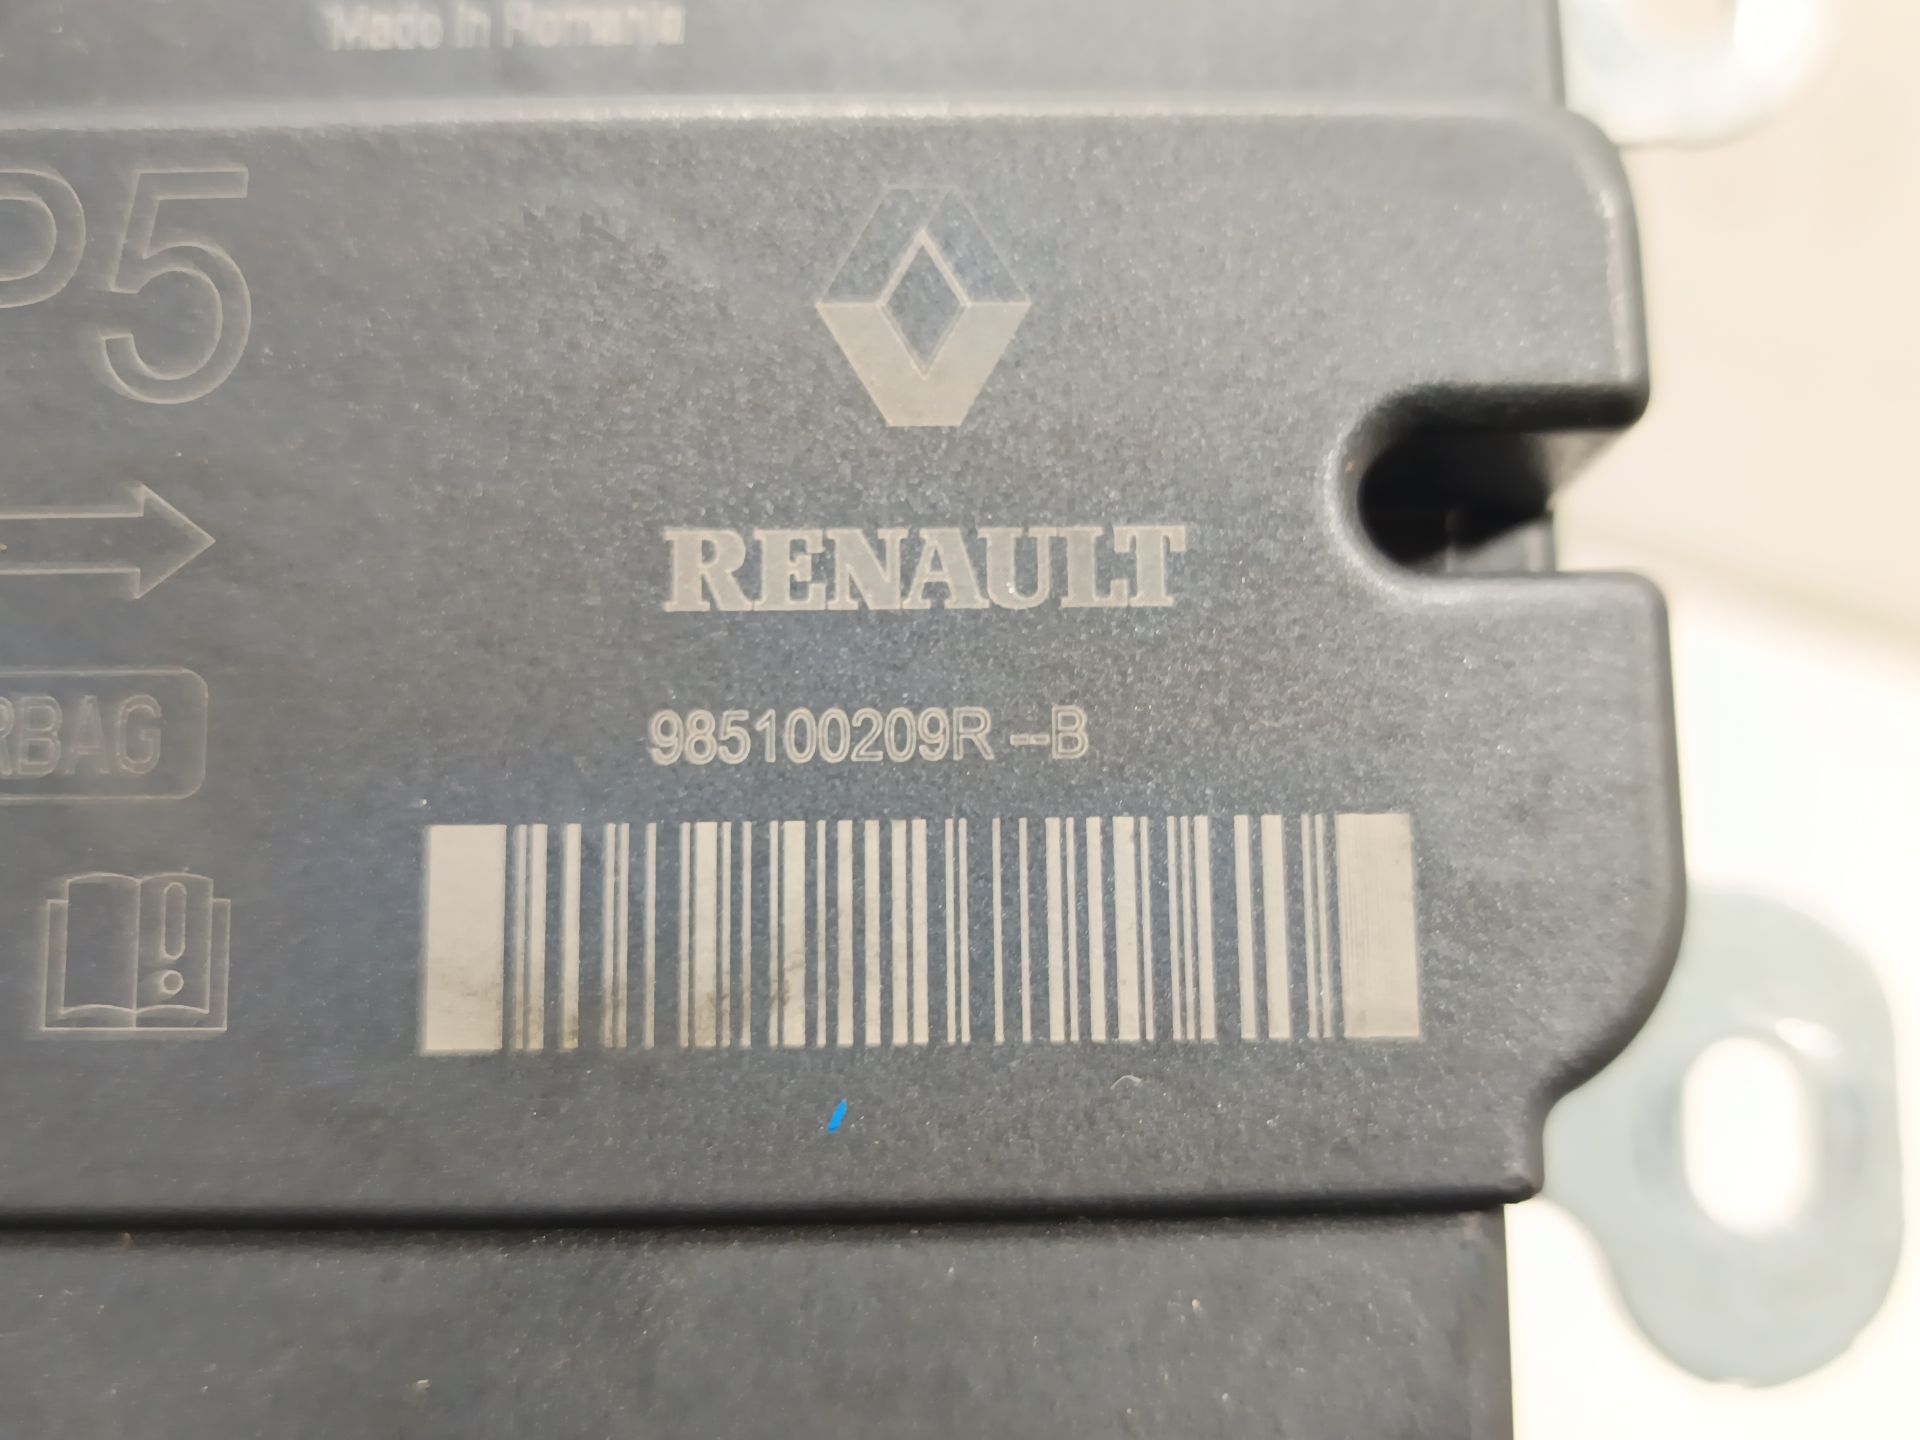 Made in Romania
P5
RENAULT
985100209R --B
RBAG